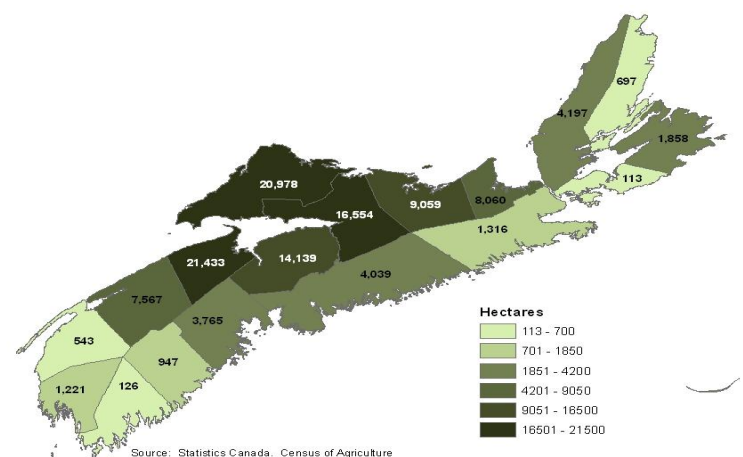 697
4,197
1,858
113
20,978
9,059
8,060
16,554
1,316
21,433
14,139
4,039
7,567
3,765
543
947
1,221
126
Hectares
113 - 700
701 - 1850
1851 - 4200
4201 - 9050
9051 - 16500
16501 - 21500
Source: Statistics Canada. Census of Agriculture